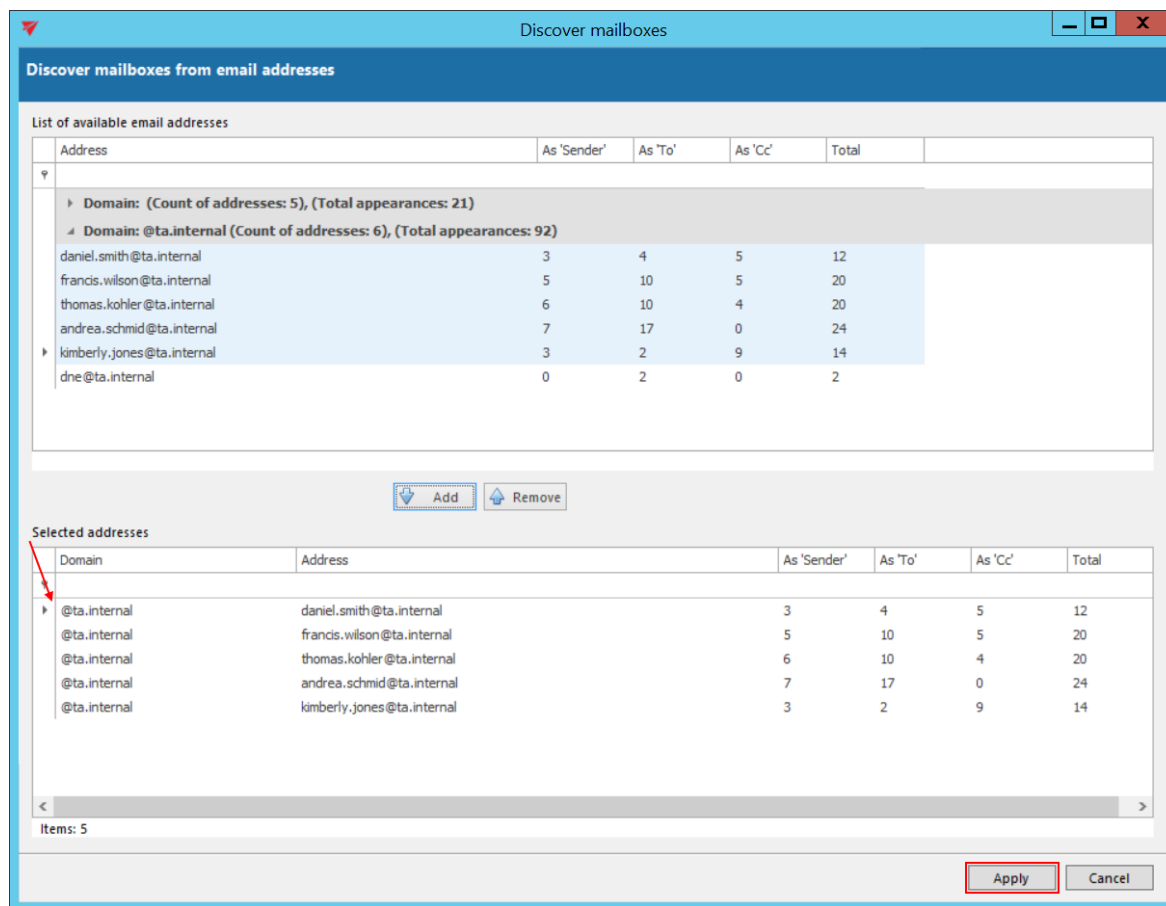 Discover mailboxes
X
Discover mailboxes from email addresses
List of available email addresses
Address As 'Sender' As 'To' As 'Cc' Total
Domain: (Count of addresses: 5), (Total appearances: 21)
Domain: @ta.internal (Count of addresses: 6), (Total appearances: 92)
daniel.smith@ta.internal 3 4 5 12
francis.wilson@ta.internal 5 10 5 20
thomas.kohler@ta.internal 6 10 4 20
andrea.schmid@ta.internal 7 17 0 24
kimberly.jones@ta.internal 3 2 9 14
dne@ta.internal 0 2 0 2
Add Remove
Selected addresses
Domain Address As 'Sender' As 'To' As 'Cc' Total
@ta.internal daniel.smith@ta.internal 3 4 5 12
@ta.internal francis.wilson@ta.internal 5 10 5 20
@ta.internal thomas.kohler@ta.internal 6 10 4 20
@ta.internal andrea.schmid@ta.internal 7 17 0 24
@ta.internal kimberly.jones@ta.internal 3 2 9 14
Items: 5
Apply Cancel